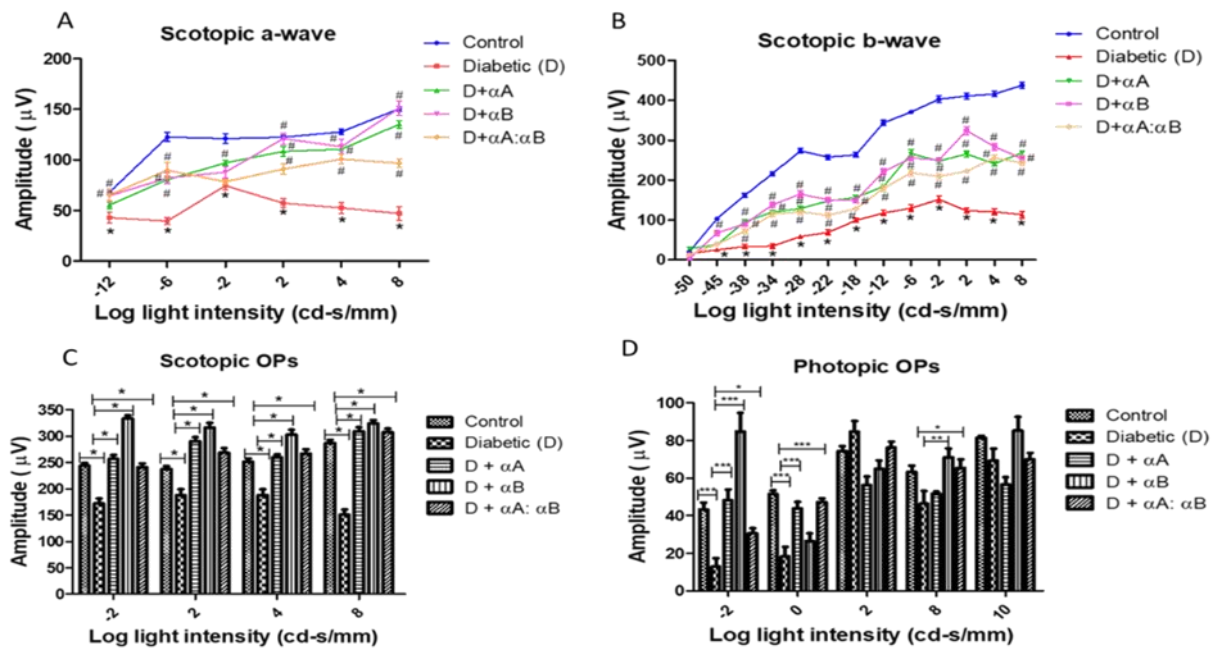 A
Scotopic a-wave
Amplitude ( μV)
200
150
100
50
0
-12
-6
-2
2
4
8
Log light intensity (cd-s/mm)
Control
Diabetic (D)
D+αA
D+αB
D+αA:αB
B
Scotopic b-wave
Amplitude ( μV)
500
400
300
200
100
0
-50
-45
-38
-34
-28
-22
-18
-12
-6
-2
2
4
8
Log light intensity (cd-s/mm)
Control
Diabetic (D)
D+αA
D+αB
D+αA:αB
C
Scotopic OPs
Amplitude ( μV)
350
300
250
200
150
100
50
0
-2
2
4
8
Log light intensity (cd-s/mm)
Control
Diabetic (D)
D + αA
D + αB
D + αA: αB
D
Photopic OPs
Amplitude ( μV)
100
80
60
40
20
0
-2
0
2
8
10
Log light intensity (cd-s/mm)
Control
Diabetic (D)
D + αA
D + αB
D + αA: αB